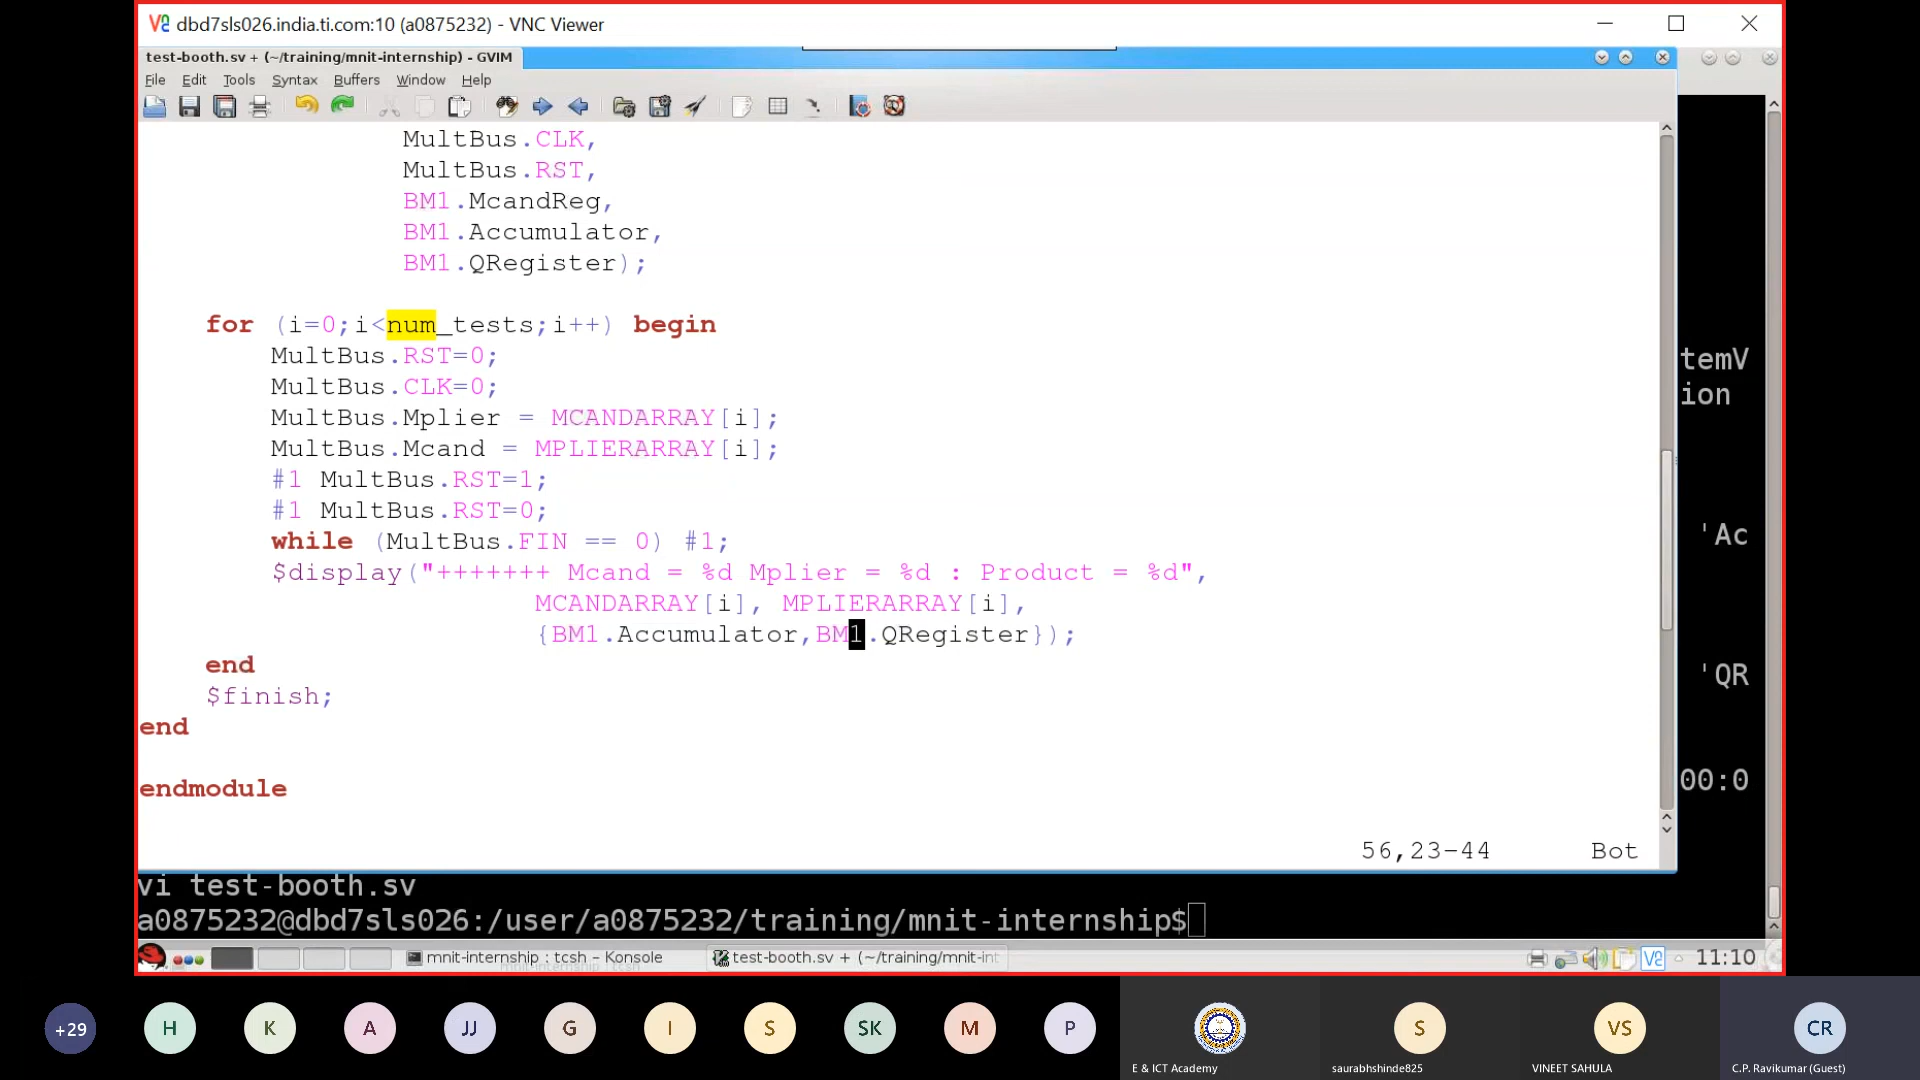 dbd7sls026.india.ti.com:10 (a0875232) - VNC Viewer
test-booth.sv + (~/training/mnit-internship) - GVIM
File Edit Tools Syntax Buffers Window Help
MultBus.CLK,
MultBus.RST,
BM1.McandReg,
BM1.Accumulator,
BM1.QRegister);
for (i=0;i<num_tests;i++) begin
MultBus.RST=0;
MultBus.CLK=0;
MultBus.Mplier = MCANDARRAY[i];
MultBus.Mcand = MPLIERARRAY[i];
#1 MultBus.RST=1;
#1 MultBus.RST=0;
while (MultBus.FIN == 0) #1;
$display("+++++++ Mcand = %d Mplier = %d : Product = %d",
MCANDARRAY[i], MPLIERARRAY[i],
{BM1.Accumulator,BM1.QRegister});
end
$finish;
end
endmodule
56,23-44 Bot
temV
ion
'Ac
'QR
00:0
vi test-booth.sv
a0875232@dbd7sls026:/user/a0875232/training/mnit-internship$
mnit-internship : tcsh – Konsole
test-booth.sv + (~/training/mnit-int
11:10
+29 H K A JJ G I S SK M P S VS CR
E & ICT Academy
saurabhshinde825
VINEET SAHULA
C.P. Ravikumar (Guest)